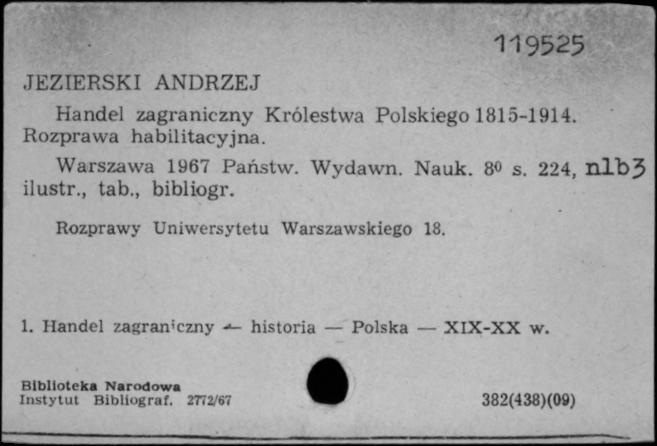 119525
JEZIERSKI ANDRZEJ
Handel zagraniczny Królestwa Polskiego 1815-1914.
Rozprawa habilitacyjna.
Warszawa 1967 Państw. Wydawn. Nauk. 8⁰ s. 224, nlb3
ilustr., tab., bibliogr.
Rozprawy Uniwersytetu Warszawskiego 18.
1. Handel zagraniczny — historia — Polska — XIX-XX w.
Biblioteka Narodowa
Instytut Bibliograf. 2772/67
382(438)(09)